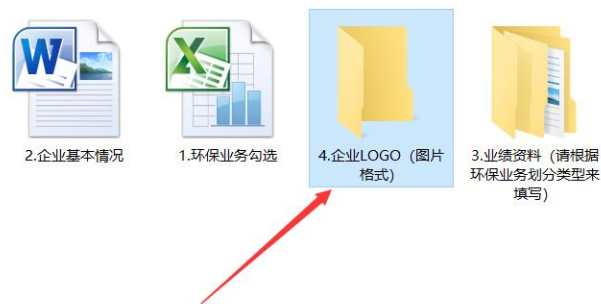 2.企业基本情况
1.环保业务勾选
4.企业LOGO（图片
格式）
3.业绩资料（请根据
环保业务划分类型来
填写）